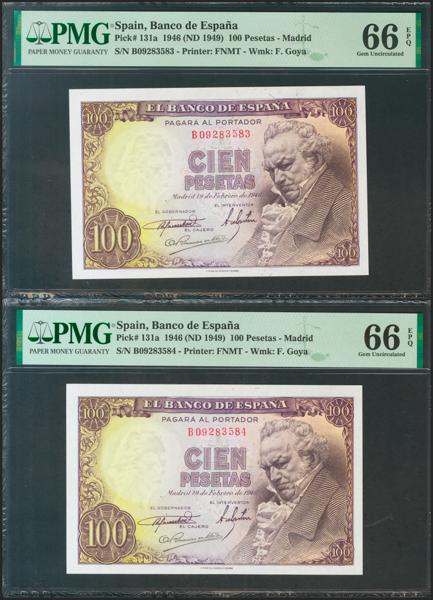 PMG
PAPER MONEY GUARANTY
Spain, Banco de España
Pick# 131a 1946 (ND 1949) 100 Pesetas - Madrid
S/N B09283583 - Printer: FNMT - Wmk: F. Goya
66 EPQ
Gem Uncirculated
EL BANCO DE ESPAÑA
100
100
PAGARÁ AL PORTADOR
B09283583
CIEN
PESETAS
Madrid 19 de Febrero de 1946
EL GOBERNADOR
EL INTERVENTOR
EL CAJERO
100
100
PMG
PAPER MONEY GUARANTY
Spain, Banco de España
Pick# 131a 1946 (ND 1949) 100 Pesetas - Madrid
S/N B09283584 - Printer: FNMT - Wmk: F. Goya
66 EPQ
Gem Uncirculated
EL BANCO DE ESPAÑA
100
100
PAGARÁ AL PORTADOR
B09283584
CIEN
PESETAS
Madrid 19 de Febrero de 1946
EL GOBERNADOR
EL INTERVENTOR
EL CAJERO
100
100